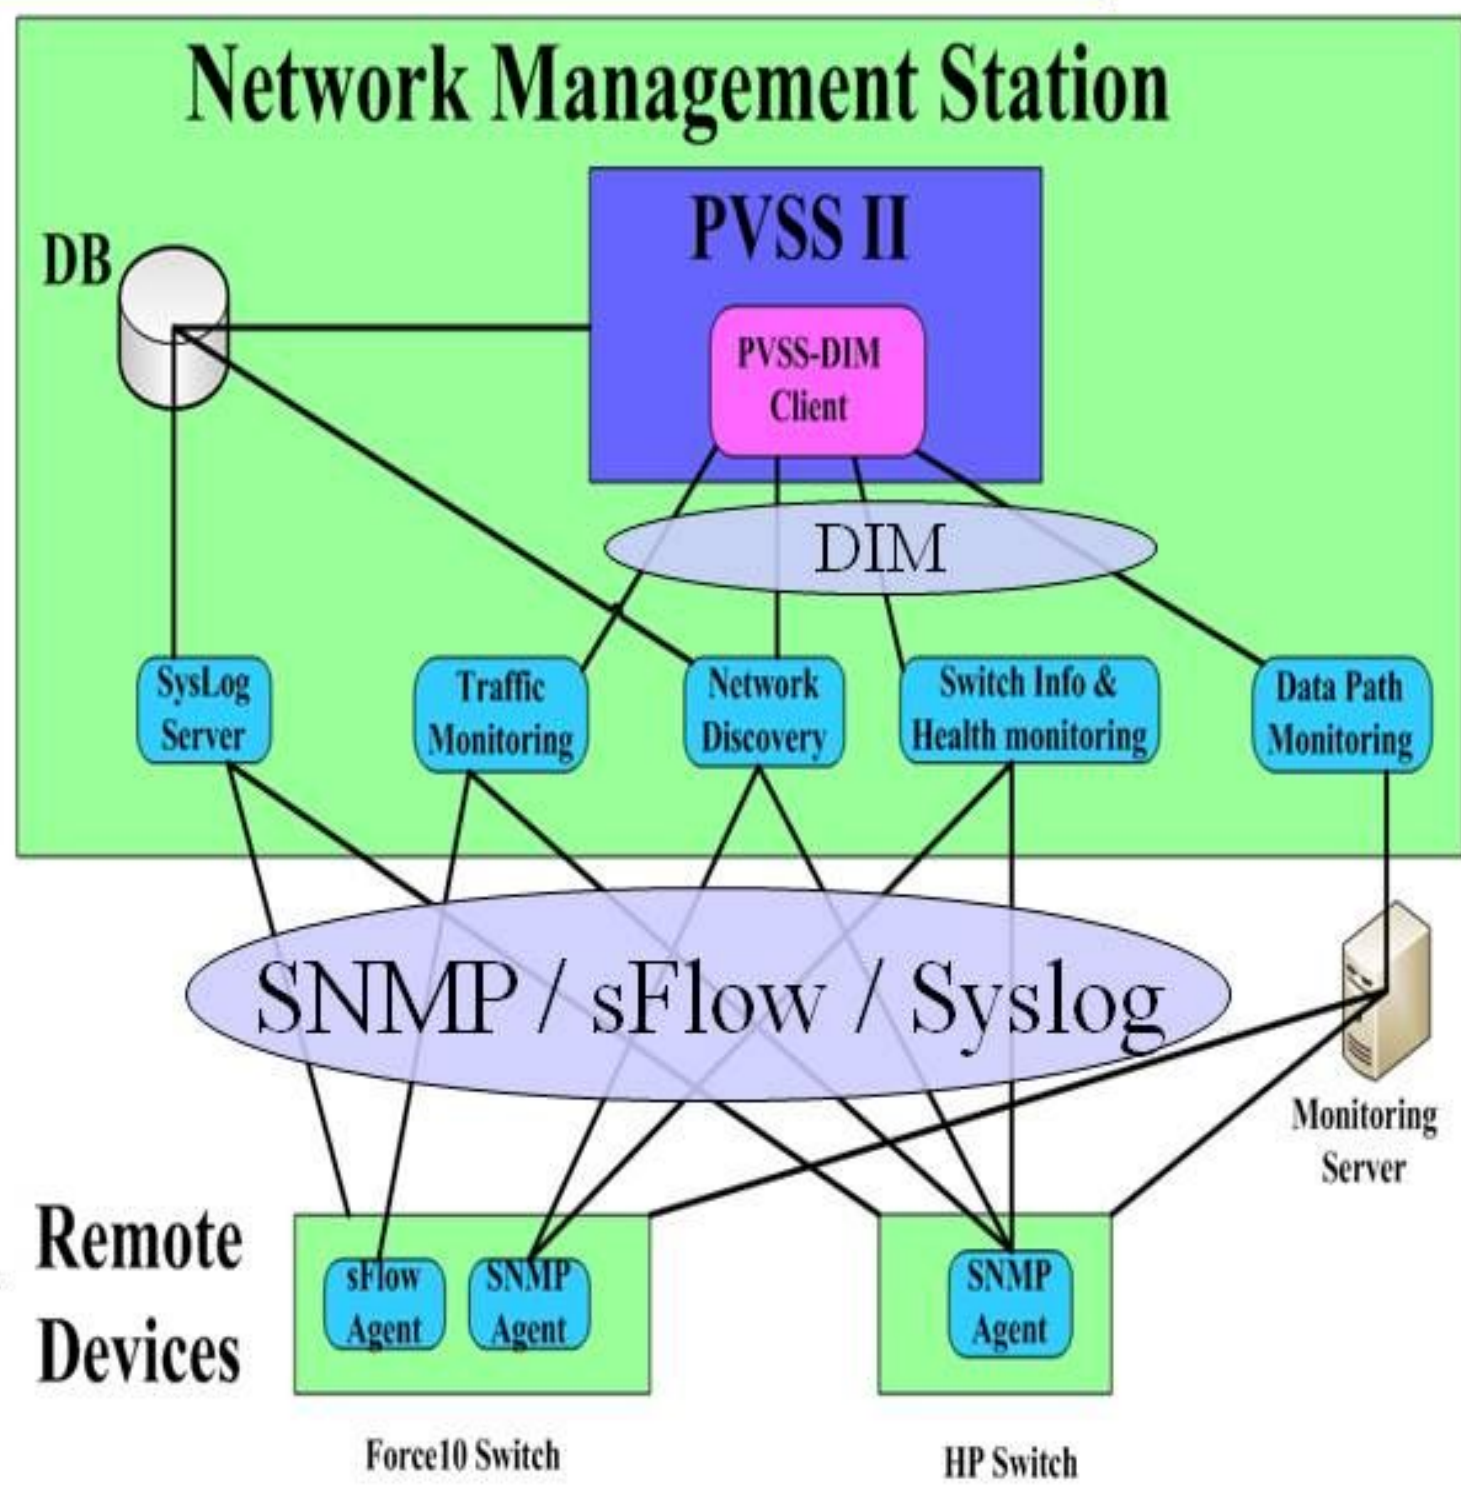 Network Management Station
PVSS II
DB
PVSS-DIM
Client
DIM
SysLog
Server
Traffic
Monitoring
Network
Discovery
Switch Info &
Health monitoring
Data Path
Monitoring
SNMP / sFlow / Syslog
Monitoring
Server
Remote
Devices
sFlow
Agent
SNMP
Agent
SNMP
Agent
Force10 Switch
HP Switch